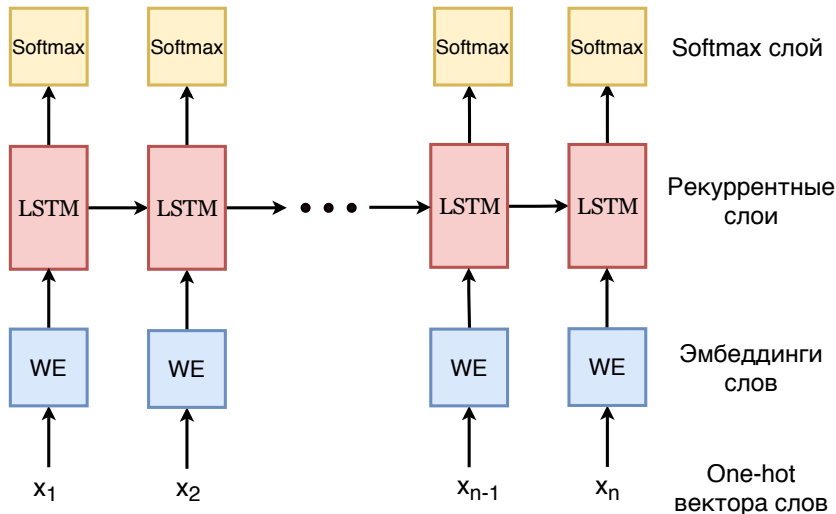 Softmax Softmax Softmax Softmax Softmax слой
LSTM LSTM LSTM LSTM Рекуррентные
слои
WE WE WE WE Эмбеддинги
слов
x1 x2 xn-1 xn One-hot
вектора слов